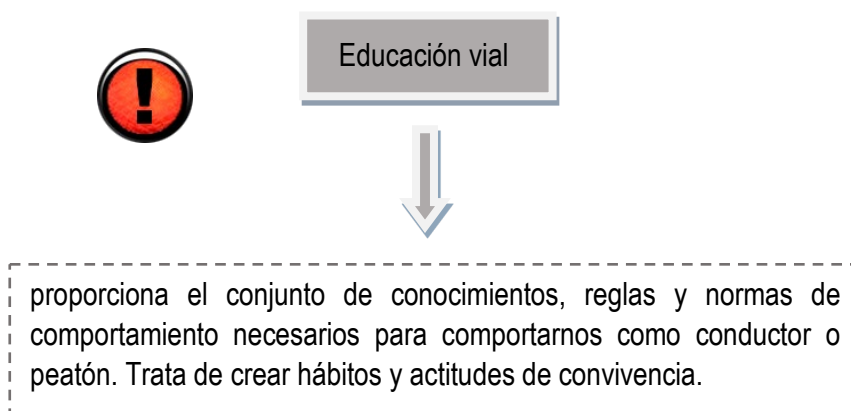 Educación vial
proporciona el conjunto de conocimientos, reglas y normas de
comportamiento necesarios para comportarnos como conductor o
peatón. Trata de crear hábitos y actitudes de convivencia.